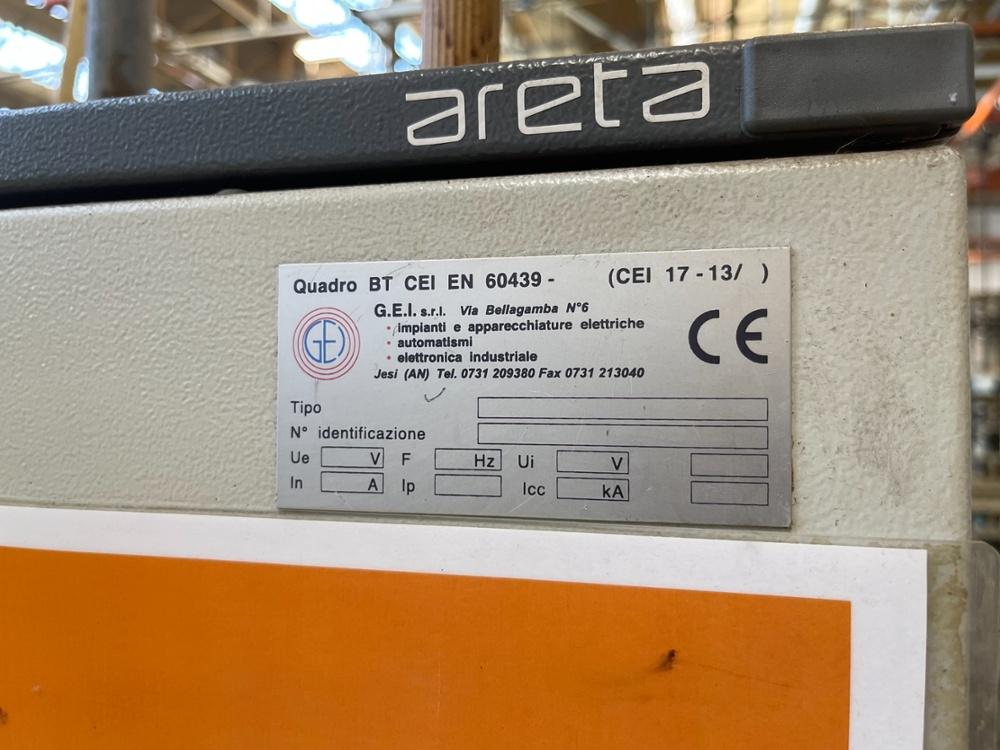 areta
Quadro BT CEI EN 60439 - (CEI 17 - 13/ )
GEI
G.E.I. s.r.l. Via Bellagamba N°6
• impianti e apparecchiature elettriche
• automatismi
• elettronica industriale
Jesi (AN) Tel. 0731 209380 Fax 0731 213040
CE
Tipo
N° identificazione
Ue V F Hz Ui V
In A Ip Icc kA